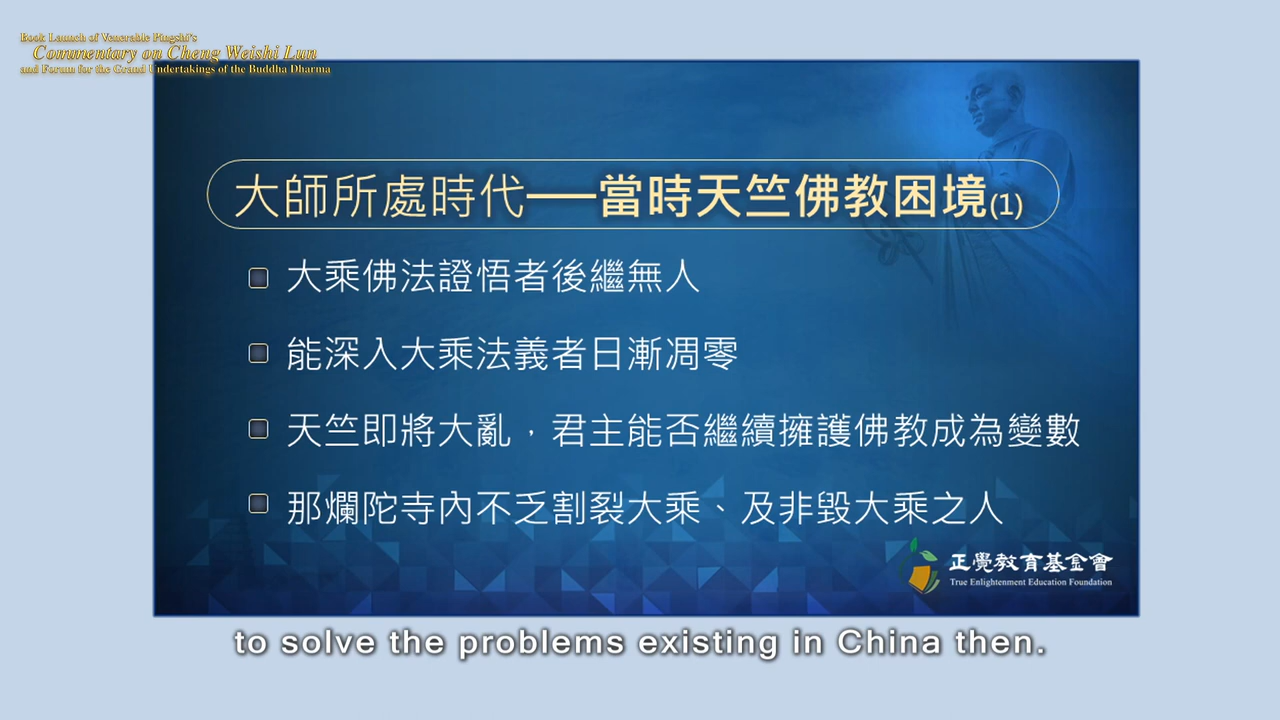 Book Launch of Venerable Pingshi's
Commentary on Cheng Weishi Lun
and Forum for the Grand Undertakings of the Buddha Dharma
大師所處時代──當時天竺佛教困境(1)
大乘佛法證悟者後繼無人
能深入大乘法義者日漸凋零
天竺即將大亂，君主能否繼續擁護佛教成為變數
那爛陀寺內不乏割裂大乘、及非毀大乘之人
正覺教育基金會
True Enlightenment Education Foundation
to solve the problems existing in China then.